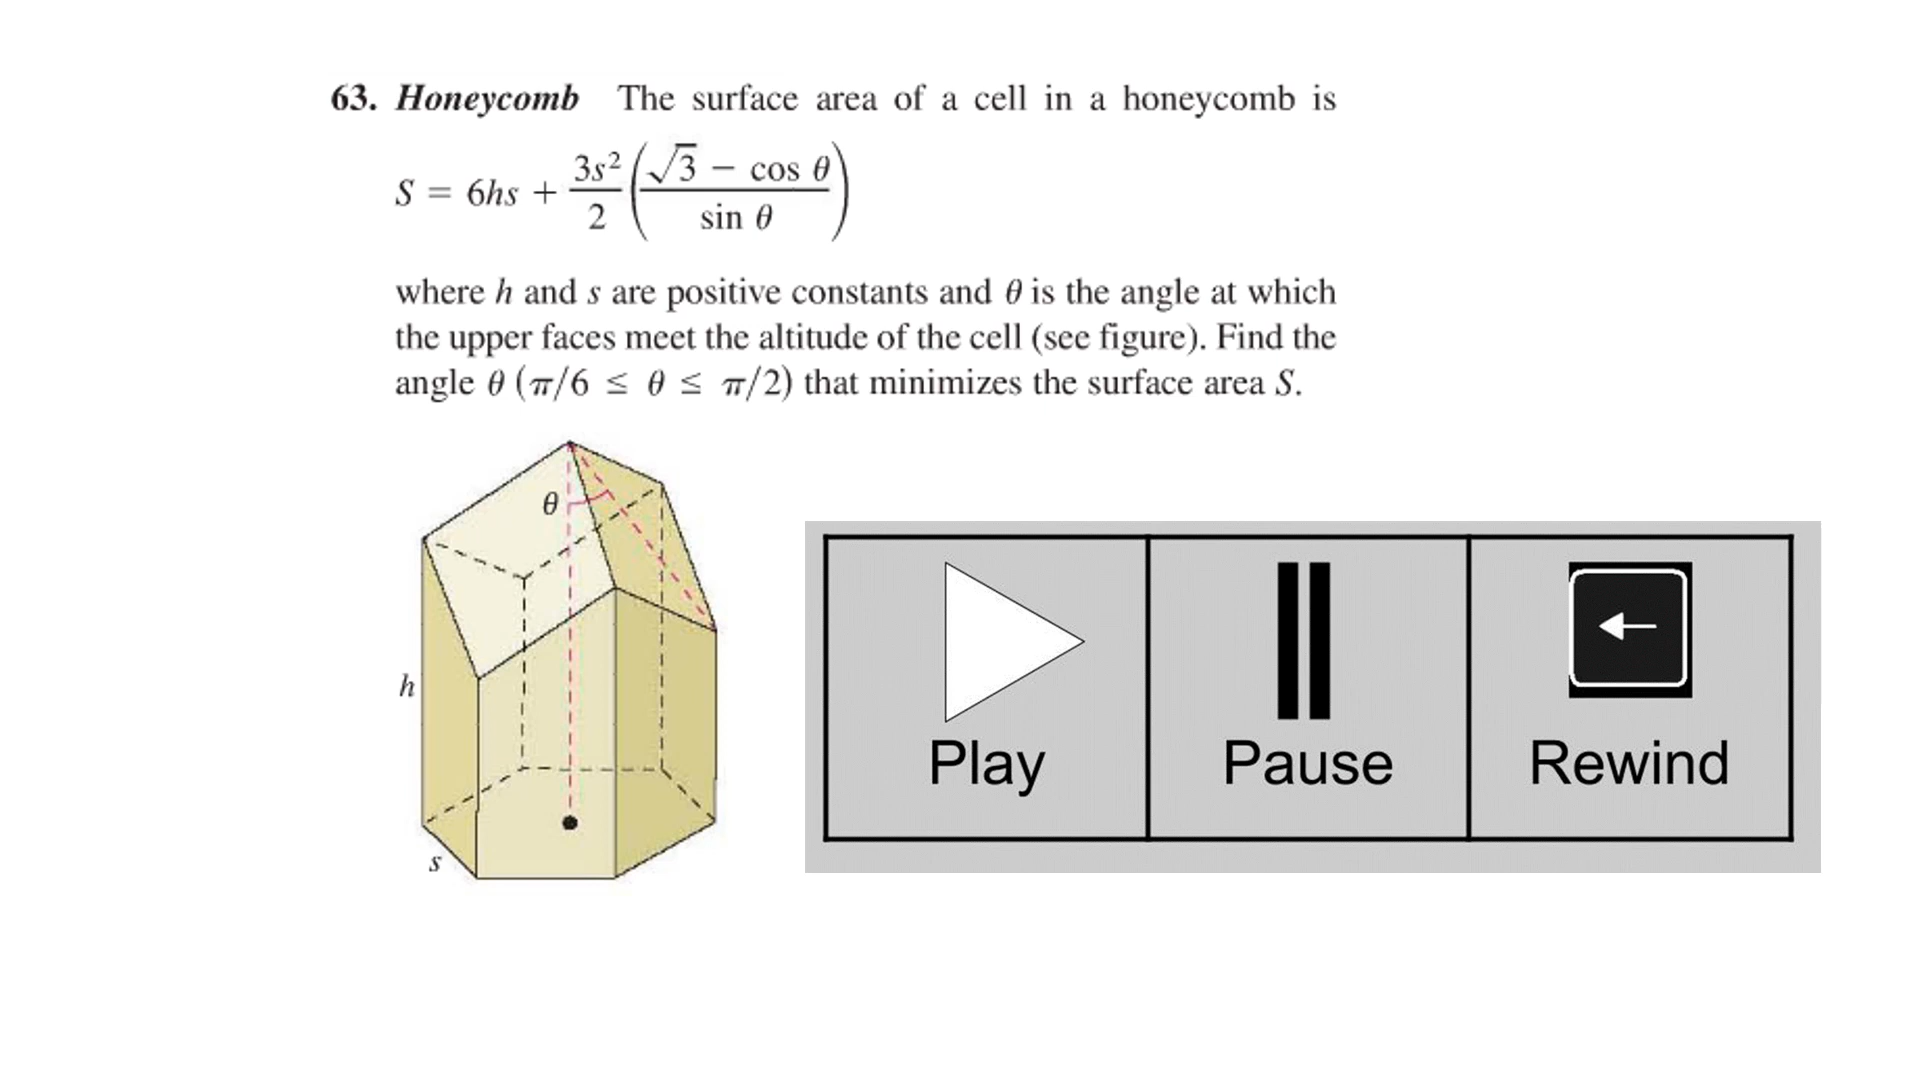 63. Honeycomb The surface area of a cell in a honeycomb is
S = 6hs + 3s²/2 (√3 − cos θ / sin θ)
where h and s are positive constants and θ is the angle at which
the upper faces meet the altitude of the cell (see figure). Find the
angle θ (π/6 ≤ θ ≤ π/2) that minimizes the surface area S.
θ
h
s
Play Pause Rewind